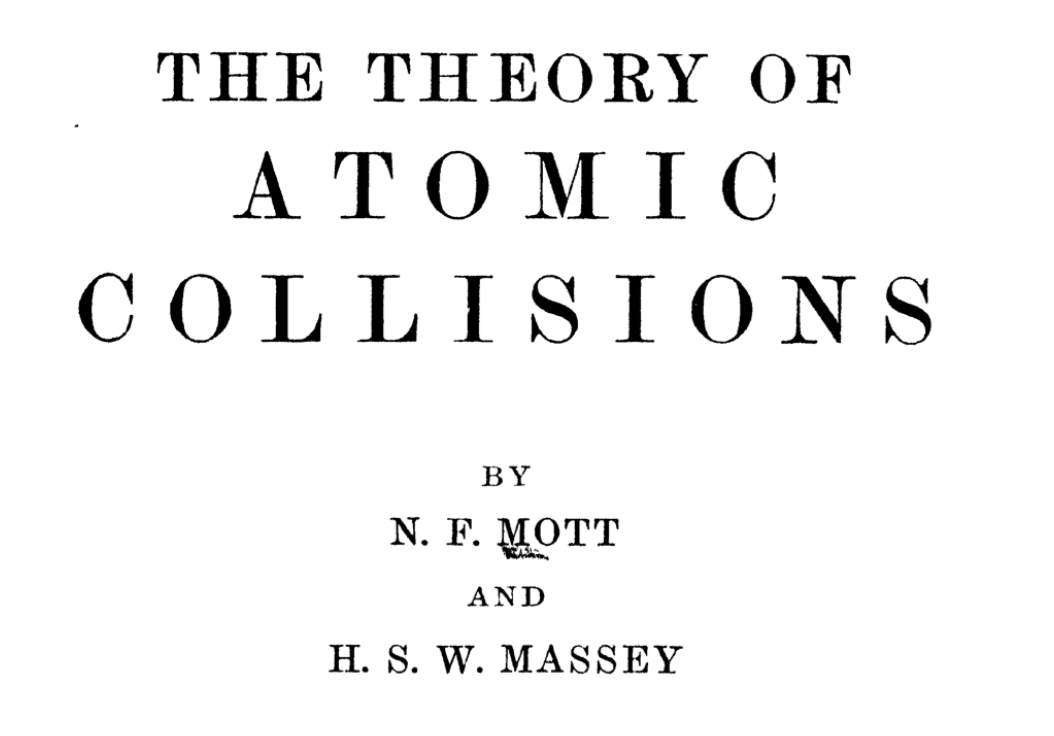 THE THEORY OF
ATOMIC
COLLISIONS
BY
N. F. MOTT
AND
H. S. W. MASSEY